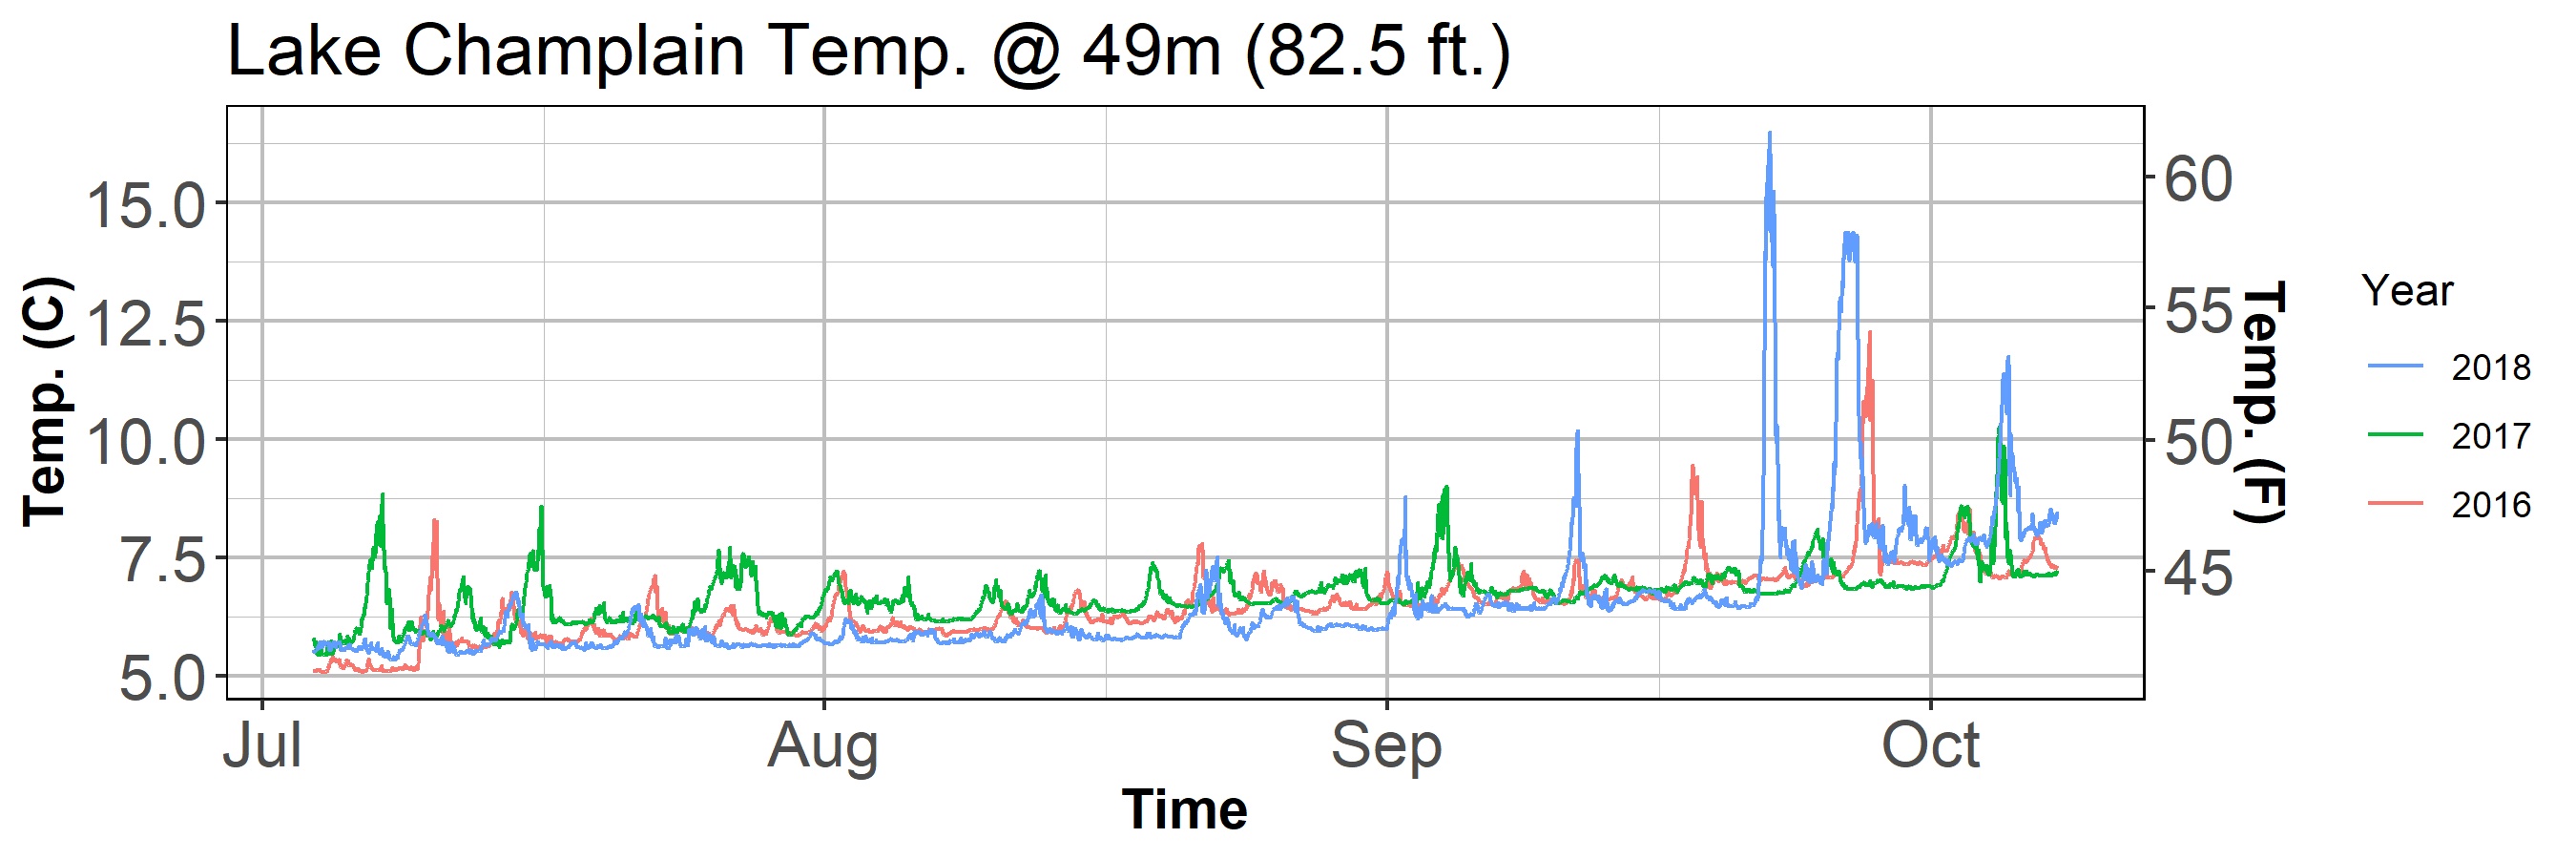 Lake Champlain Temp. @ 49m (82.5 ft.)
Temp. (C)
15.0
12.5
10.0
7.5
5.0
60
55
50
45
Temp. (F)
Jul Aug Sep Oct
Time
Year
2018
2017
2016